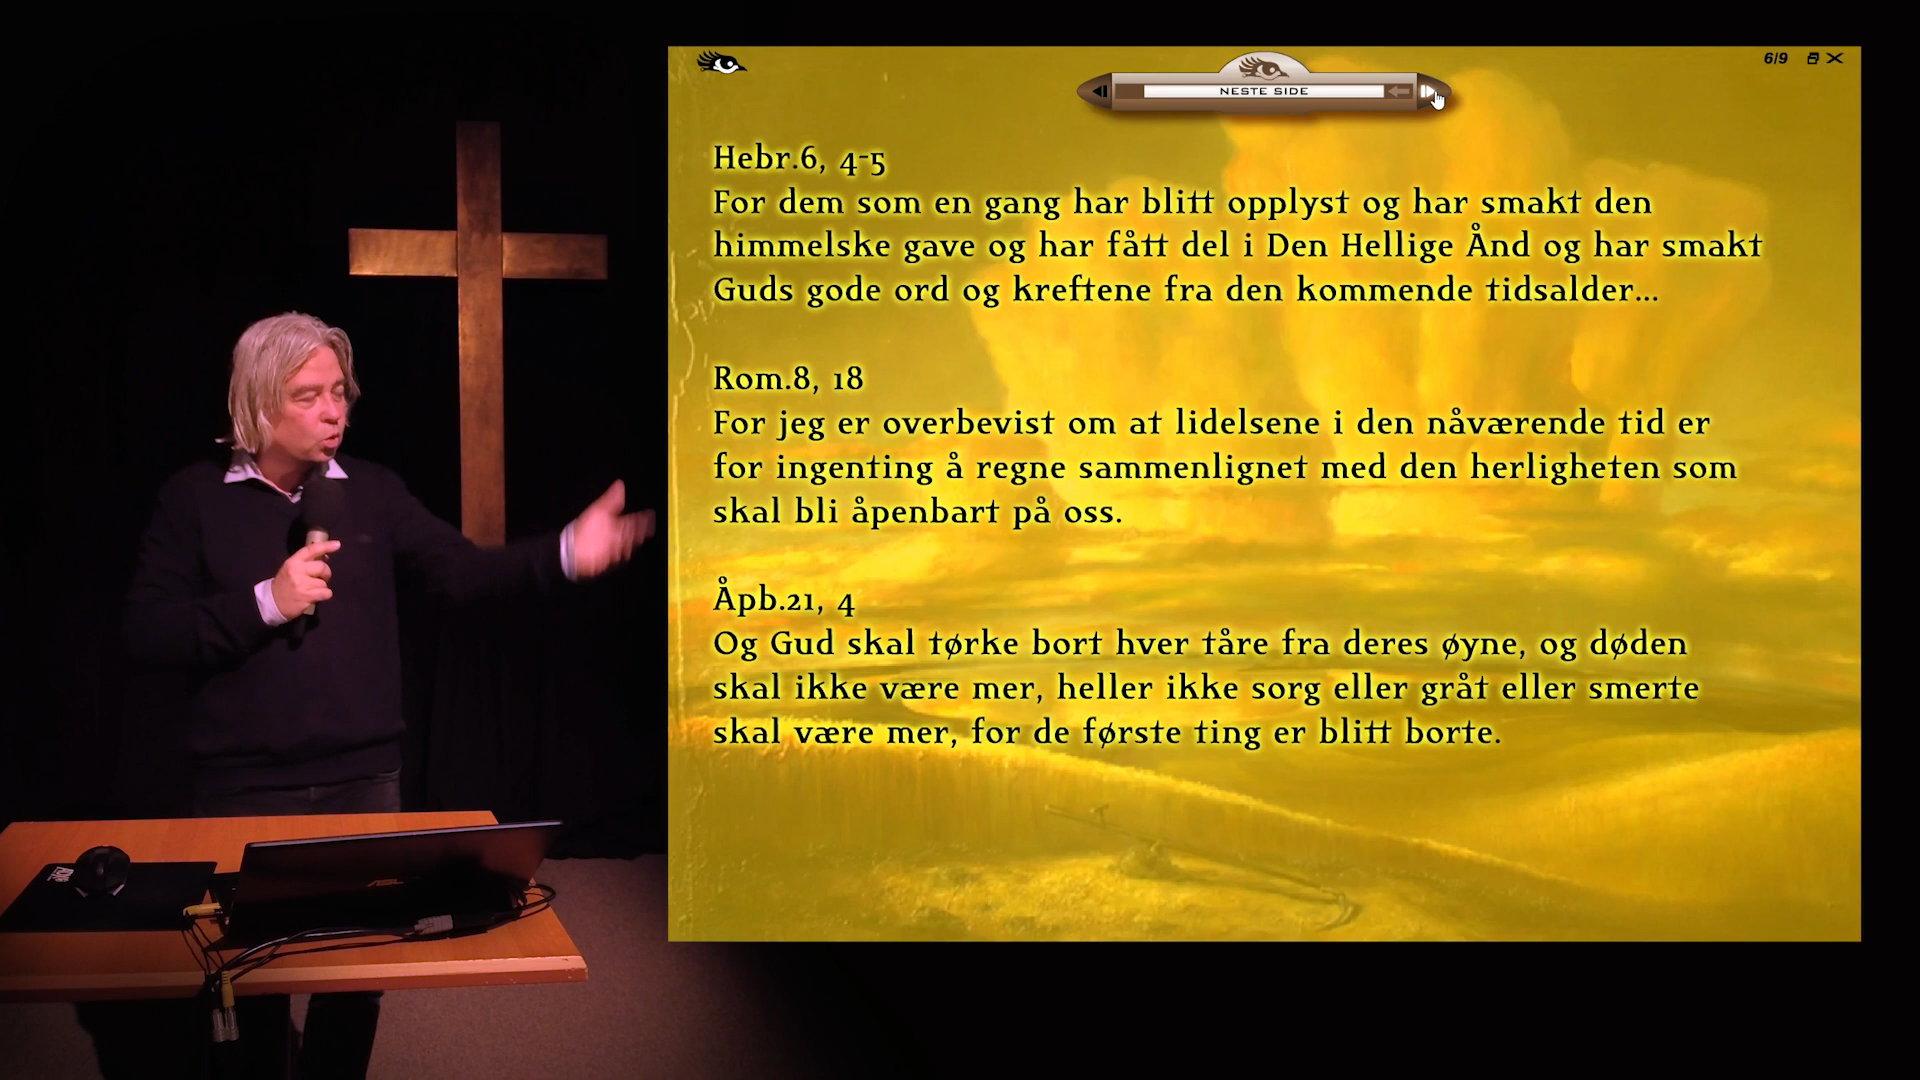 6/9
NESTE SIDE
Hebr.6, 4-5
For dem som en gang har blitt opplyst og har smakt den
himmelske gave og har fått del i Den Hellige Ånd og har smakt
Guds gode ord og kreftene fra den kommende tidsalder...
Rom.8, 18
For jeg er overbevist om at lidelsene i den nåværende tid er
for ingenting å regne sammenlignet med den herligheten som
skal bli åpenbart på oss.
Åpb.21, 4
Og Gud skal tørke bort hver tåre fra deres øyne, og døden
skal ikke være mer, heller ikke sorg eller gråt eller smerte
skal være mer, for de første ting er blitt borte.